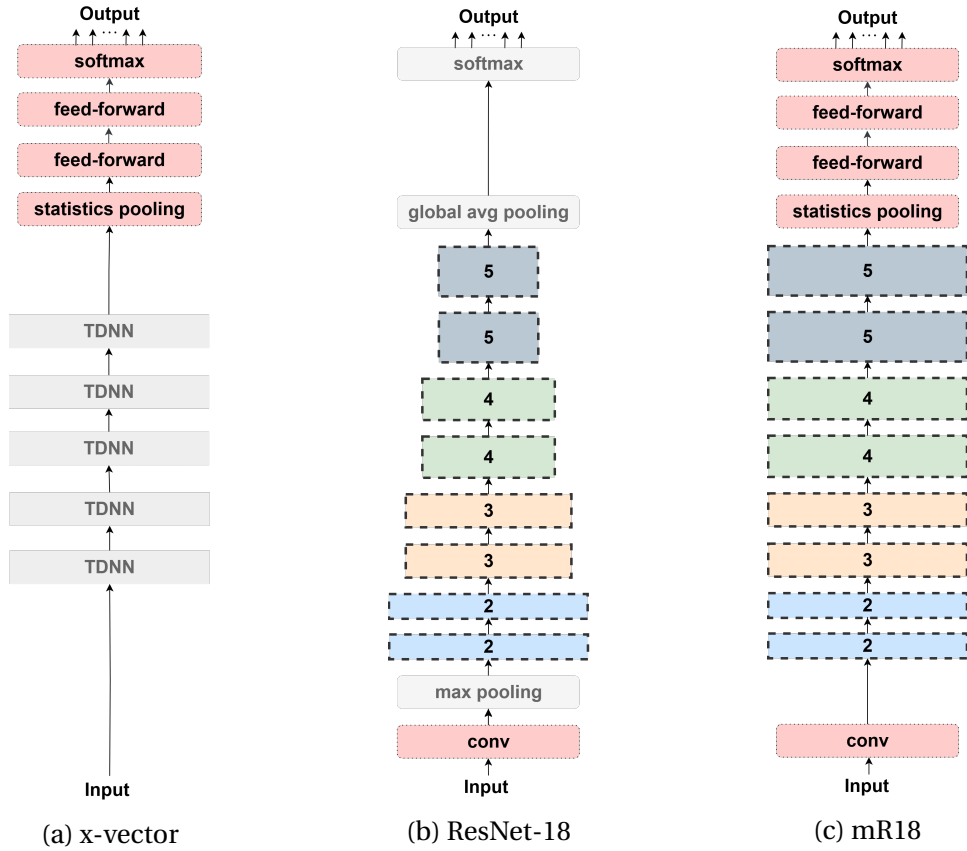 Output
...
softmax
feed-forward
feed-forward
statistics pooling
TDNN
TDNN
TDNN
TDNN
TDNN
Input
(a) x-vector
Output
...
softmax
global avg pooling
5
5
4
4
3
3
2
2
max pooling
conv
Input
(b) ResNet-18
Output
...
softmax
feed-forward
feed-forward
statistics pooling
5
5
4
4
3
3
2
2
conv
Input
(c) mR18